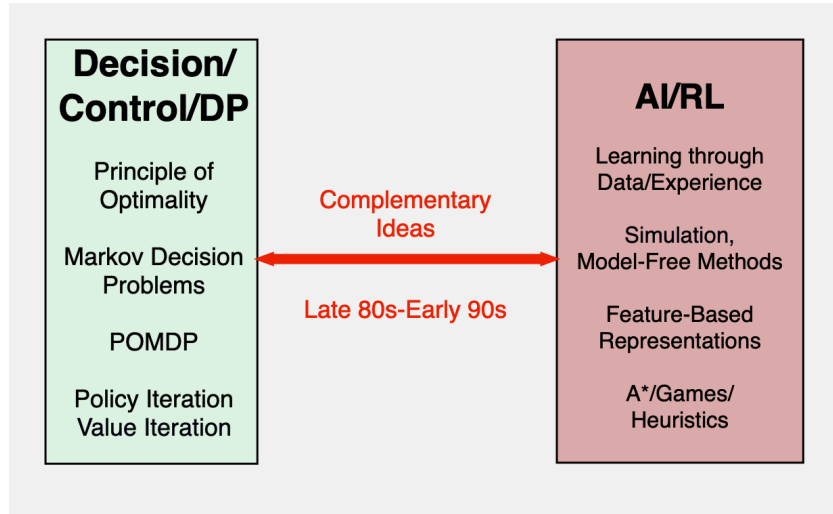 Decision/
Control/DP
Principle of
Optimality
Markov Decision
Problems
POMDP
Policy Iteration
Value Iteration
Complementary
Ideas
Late 80s-Early 90s
AI/RL
Learning through
Data/Experience
Simulation,
Model-Free Methods
Feature-Based
Representations
A*/Games/
Heuristics